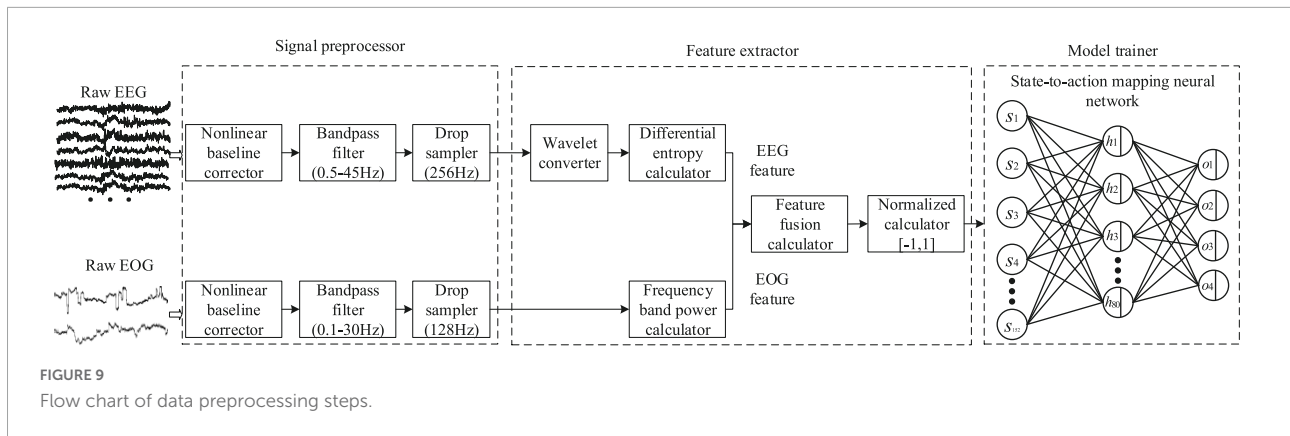 Signal preprocessor
Feature extractor
Model trainer
Raw EEG
Nonlinear
baseline
corrector
Bandpass
filter
(0.5-45Hz)
Drop
sampler
(256Hz)
Wavelet
converter
Differential
entropy
calculator
EEG
feature
Raw EOG
Nonlinear
baseline
corrector
Bandpass
filter
(0.1-30Hz)
Drop
sampler
(128Hz)
Frequency
band power
calculator
EOG
feature
Feature
fusion
calculator
Normalized
calculator
[-1,1]
State-to-action mapping neural
network
S1
S2
S3
S4
S152
h1
h2
h3
h80
o1
o2
o3
o4
FIGURE 9
Flow chart of data preprocessing steps.